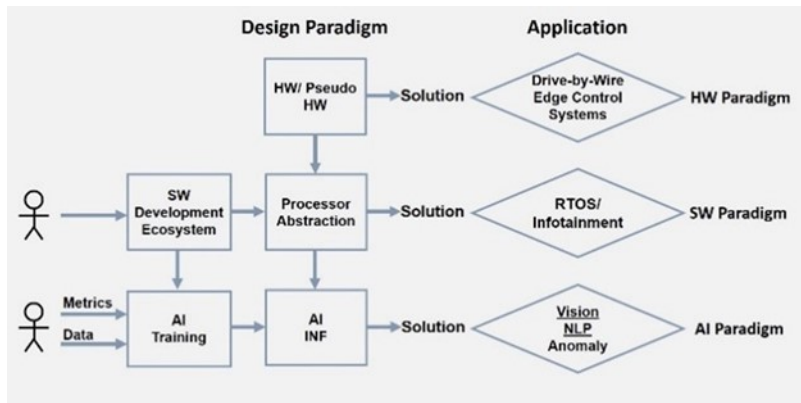 Design Paradigm
Application
HW/ Pseudo
HW
Solution
Drive-by-Wire
Edge Control
Systems
HW Paradigm
SW
Development
Ecosystem
Processor
Abstraction
Solution
RTOS/
Infotainment
SW Paradigm
Metrics
Data
AI
Training
AI
INF
Solution
Vision
NLP
Anomaly
AI Paradigm